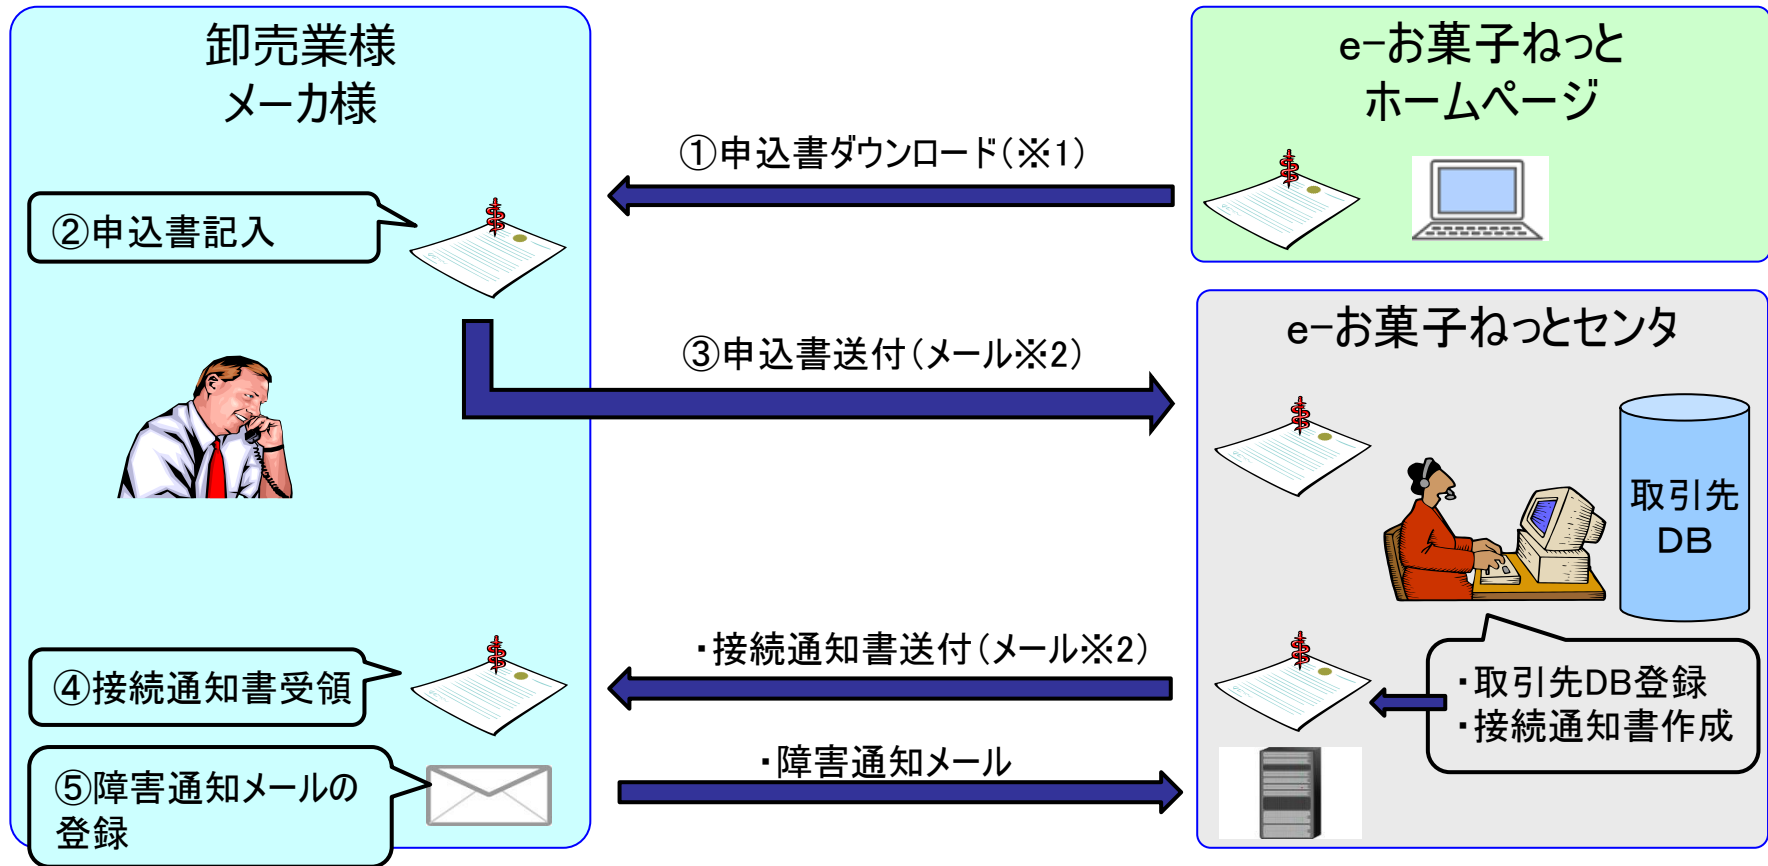 卸売業様
メーカ様
e-お菓子ねっと
ホームページ
①申込書ダウンロード(※1)
②申込書記入
e-お菓子ねっとセンタ
③申込書送付(メール※2)
取引先
DB
・接続通知書送付(メール※2)
④接続通知書受領
・取引先DB登録
・接続通知書作成
・障害通知メール
⑤障害通知メールの
登録